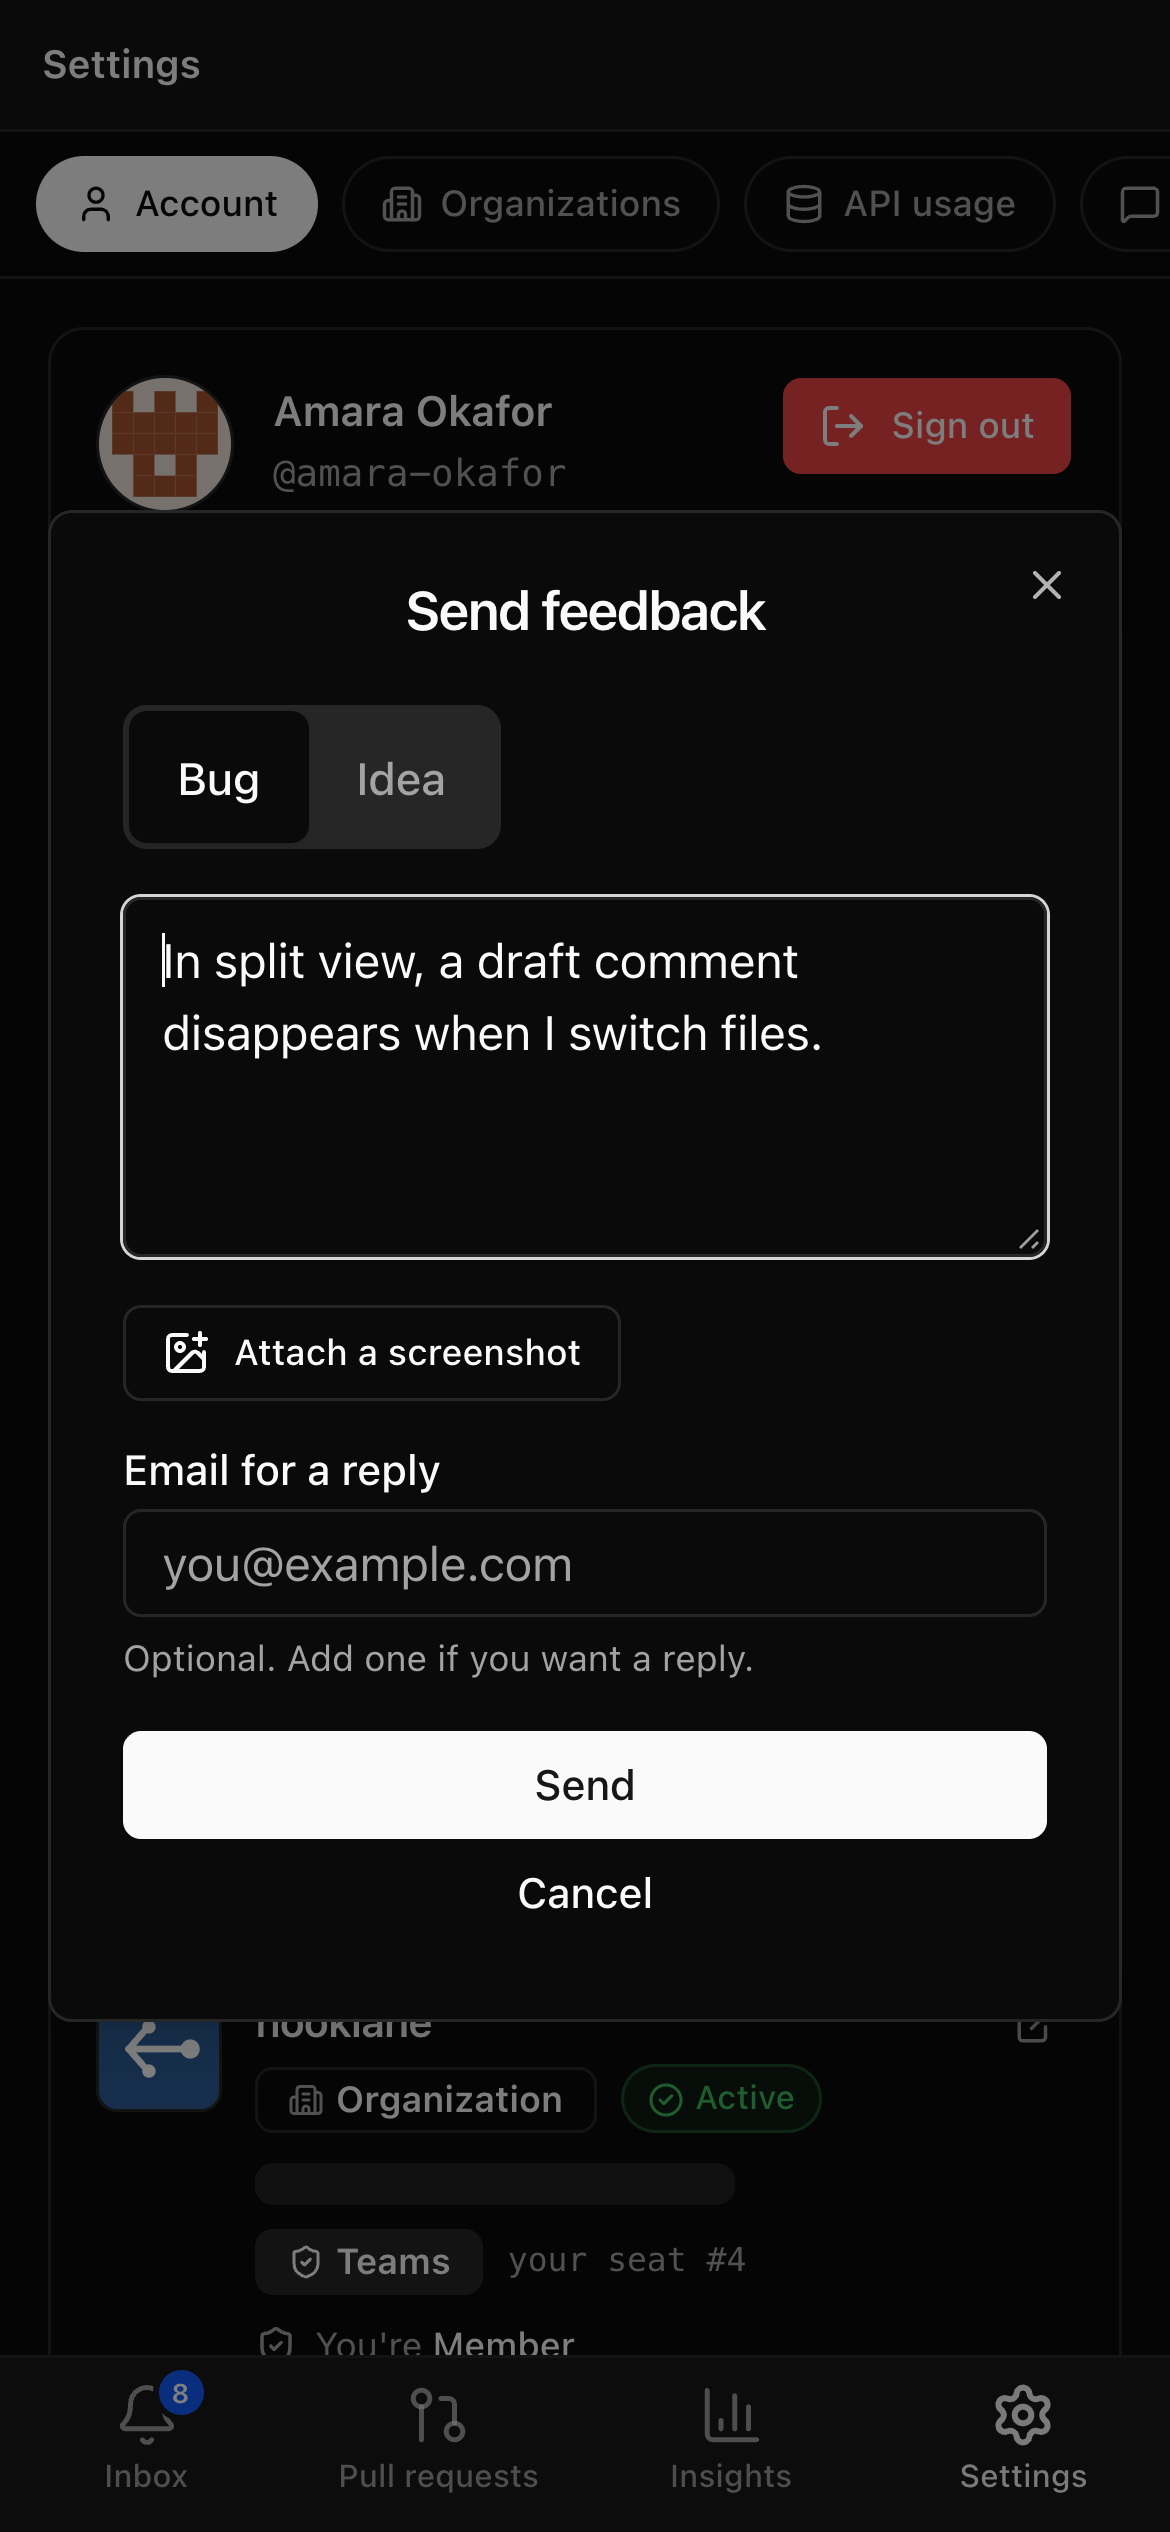 Settings
Account
Organizations
API usage
Amara Okafor
@amara-okafor
Sign out
Send feedback
Bug
Idea
In split view, a draft comment
disappears when I switch files.
Attach a screenshot
Email for a reply
you@example.com
Optional. Add one if you want a reply.
Send
Cancel
hooklane
Organization
Active
Teams
your seat #4
You're Member
8
Inbox
Pull requests
Insights
Settings